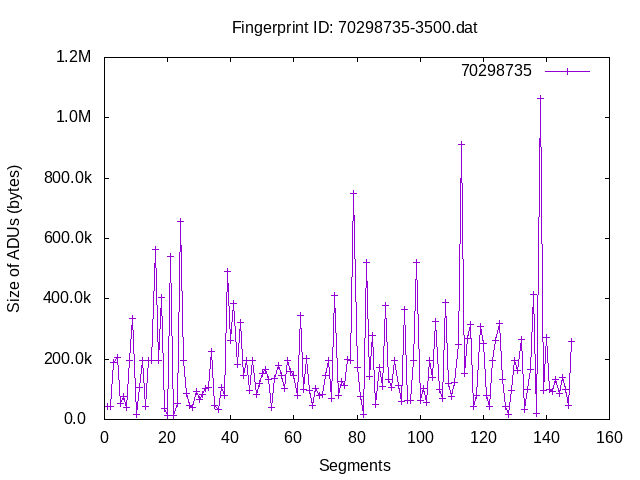 Fingerprint ID: 70298735-3500.dat
70298735
1.2M
1.0M
800.0k
600.0k
400.0k
200.0k
0.0
0 20 40 60 80 100 120 140 160
Size of ADUs (bytes)
Segments